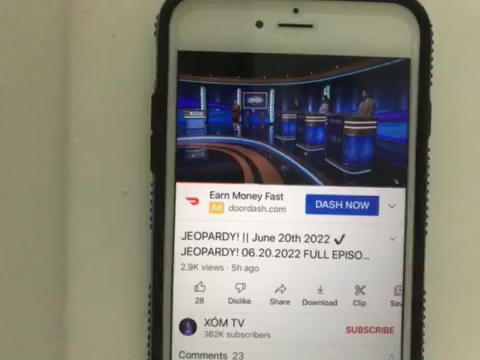 Earn Money Fast
Ad doordash.com
DASH NOW
JEOPARDY! || June 20th 2022 ✔
JEOPARDY! 06.20.2022 FULL EPISO...
2.9K views · 5h ago
28
Dislike
Share
Download
Clip
Sav
XÓM TV
362K subscribers
SUBSCRIBE
Comments 23